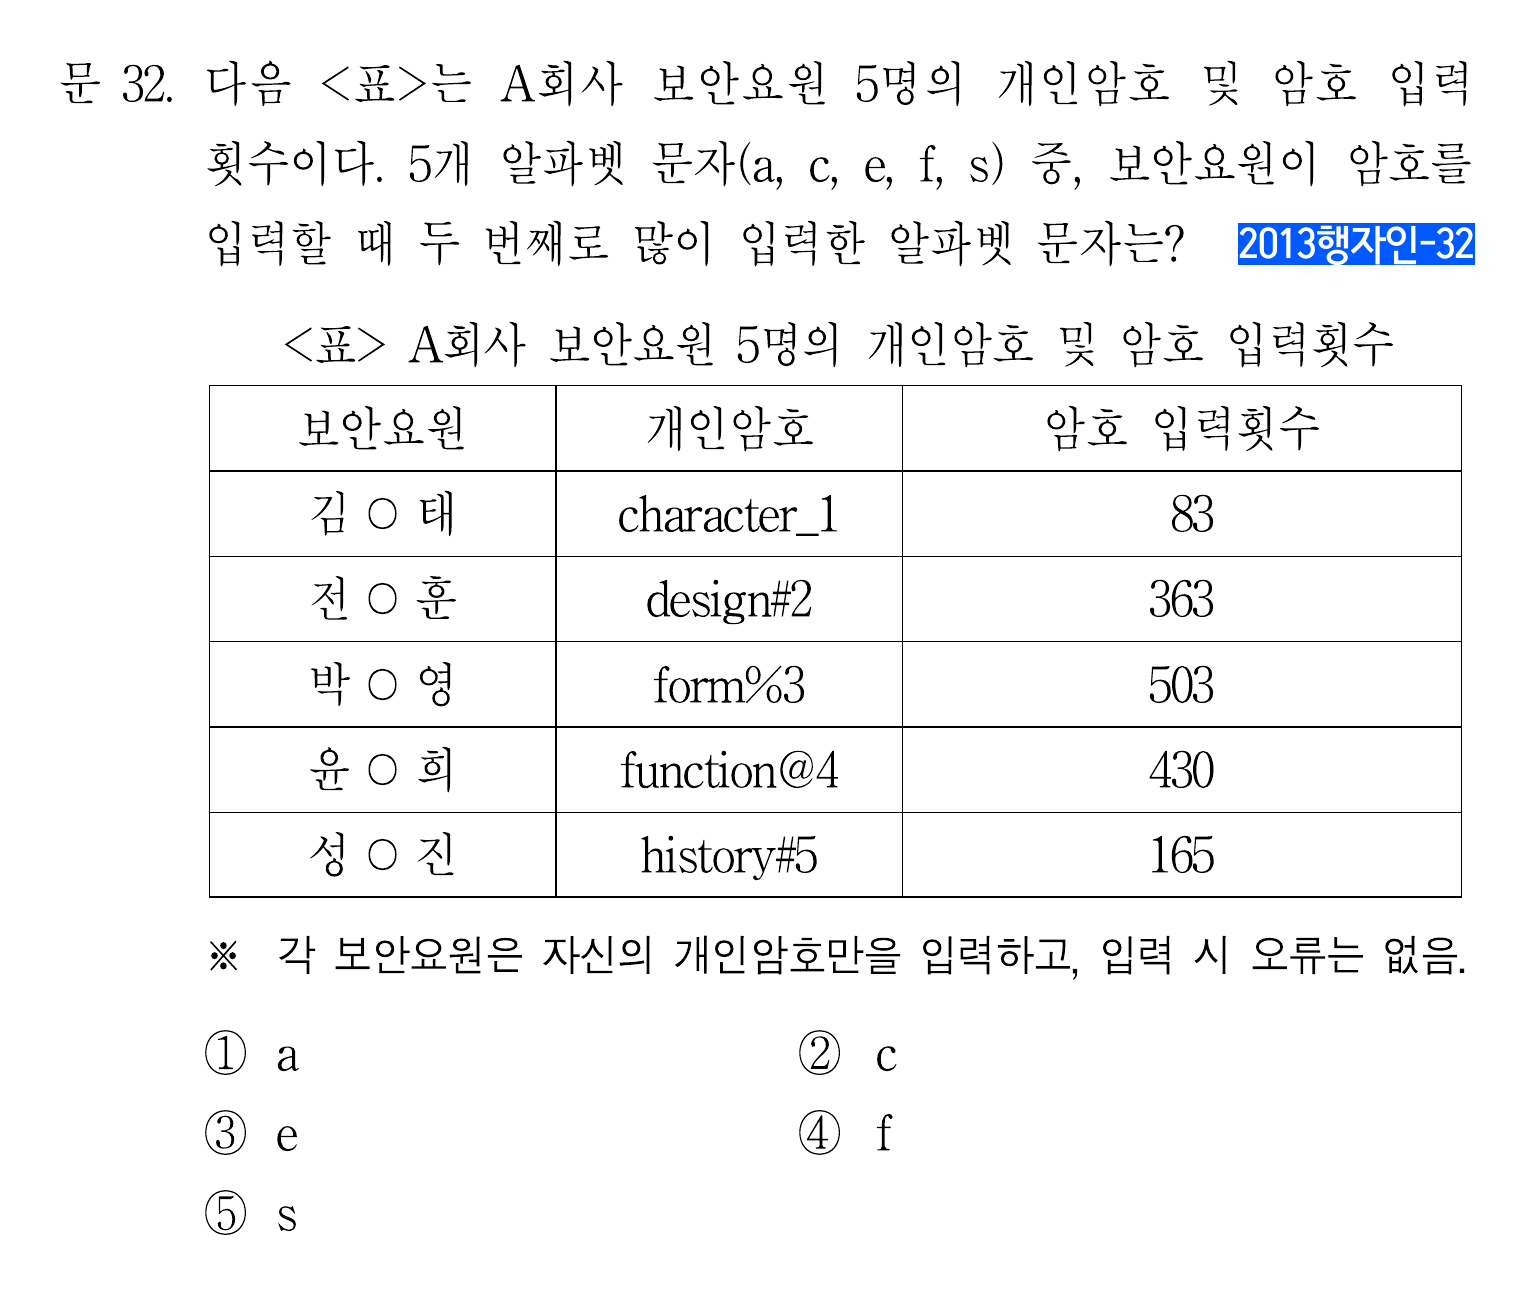 문 32. 다음 <표>는 A회사 보안요원 5명의 개인암호 및 암호 입력
횟수이다. 5개 알파벳 문자(a, c, e, f, s) 중, 보안요원이 암호를
입력할 때 두 번째로 많이 입력한 알파벳 문자는? 2013행자인-32
<표> A회사 보안요원 5명의 개인암호 및 암호 입력횟수
보안요원 개인암호 암호 입력횟수
김 ○ 태 character_1 83
전 ○ 훈 design#2 363
박 ○ 영 form%3 503
윤 ○ 희 function@4 430
성 ○ 진 history#5 165
※ 각 보안요원은 자신의 개인암호만을 입력하고, 입력 시 오류는 없음.
① a ② c
③ e ④ f
⑤ s